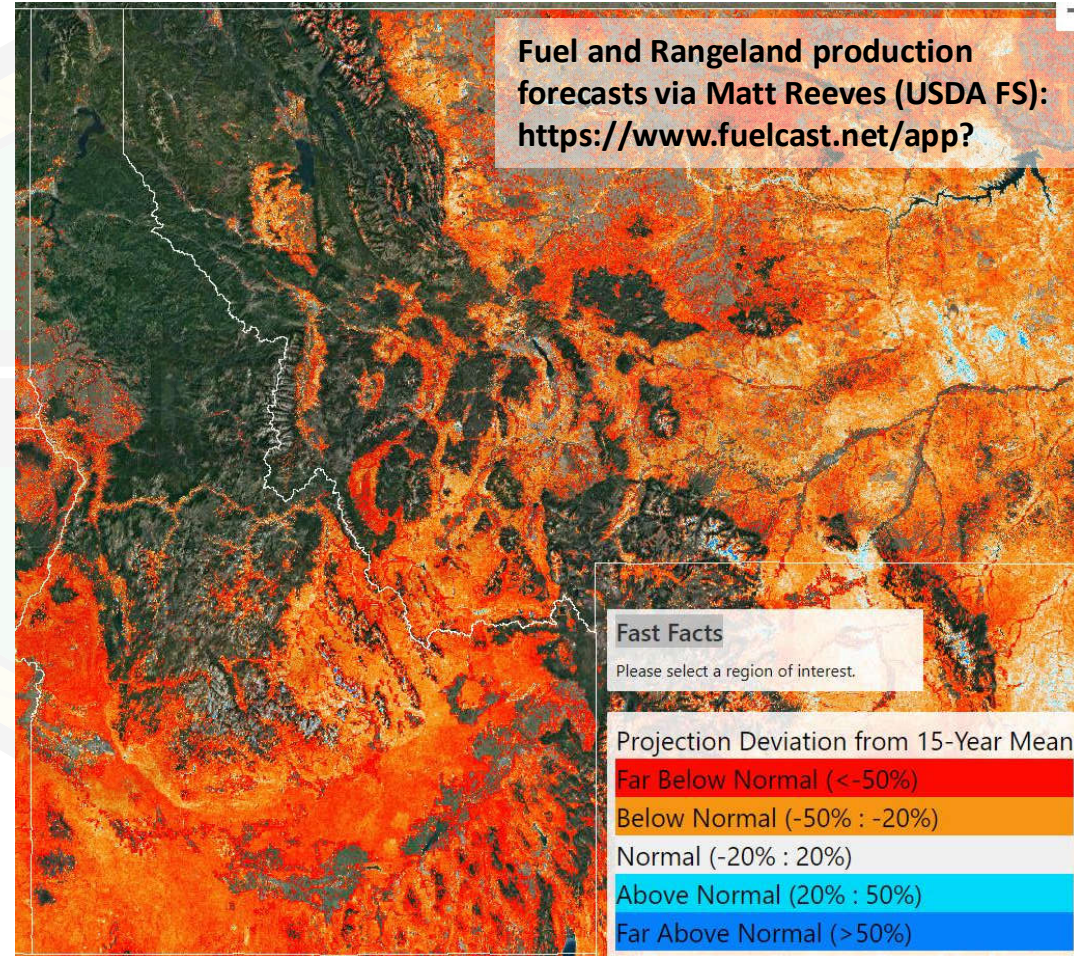 Fuel and Rangeland production
forecasts via Matt Reeves (USDA FS):
https://www.fuelcast.net/app?
Fast Facts
Please select a region of interest.
Projection Deviation from 15-Year Mean
Far Below Normal (<-50%)
Below Normal (-50% : -20%)
Normal (-20% : 20%)
Above Normal (20% : 50%)
Far Above Normal (>50%)